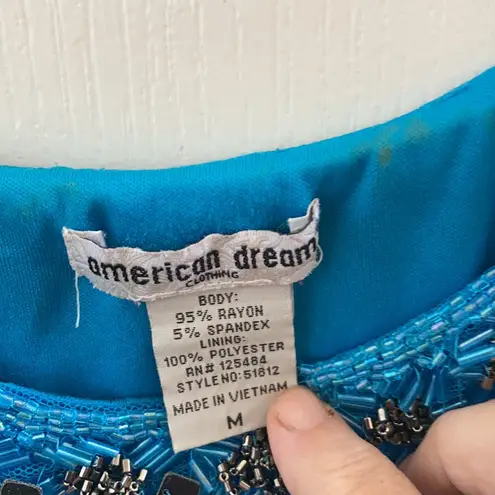 american dream
CLOTHING
BODY:
95% RAYON
5% SPANDEX
LINING:
100% POLYESTER
RN# 125484
STYLE NO: 51812
MADE IN VIETNAM
M